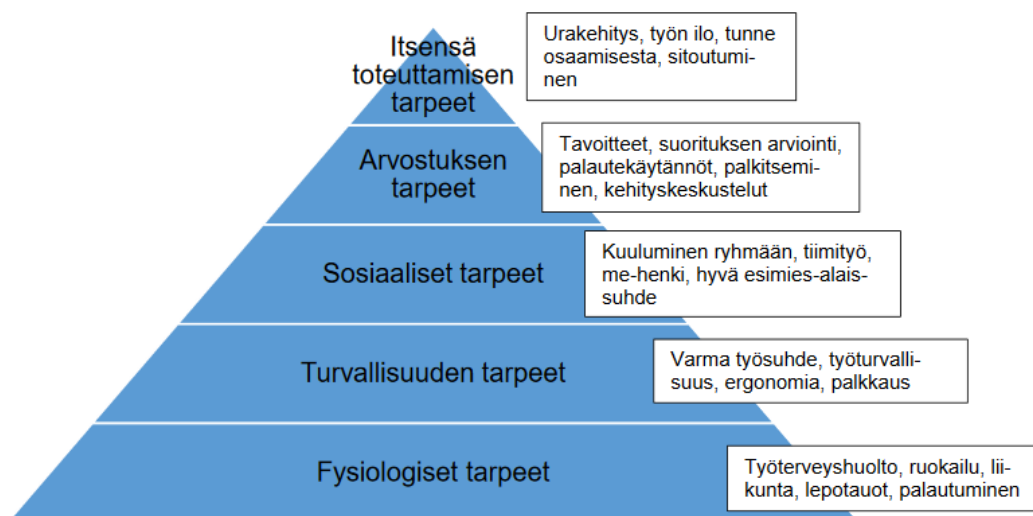 Itsensä
toteuttamisen
tarpeet
Urakehitys, työn ilo, tunne
osaamisesta, sitoutumi-
nen
Arvostuksen
tarpeet
Tavoitteet, suorituksen arviointi,
palautekäytännöt, palkitsemi-
nen, kehityskeskustelut
Sosiaaliset tarpeet
Kuuluminen ryhmään, tiimityö,
me-henki, hyvä esimies-alais-
suhde
Turvallisuuden tarpeet
Varma työsuhde, työturvalli-
suus, ergonomia, palkkaus
Fysiologiset tarpeet
Työterveyshuolto, ruokailu, lii-
kunta, lepotauot, palautuminen